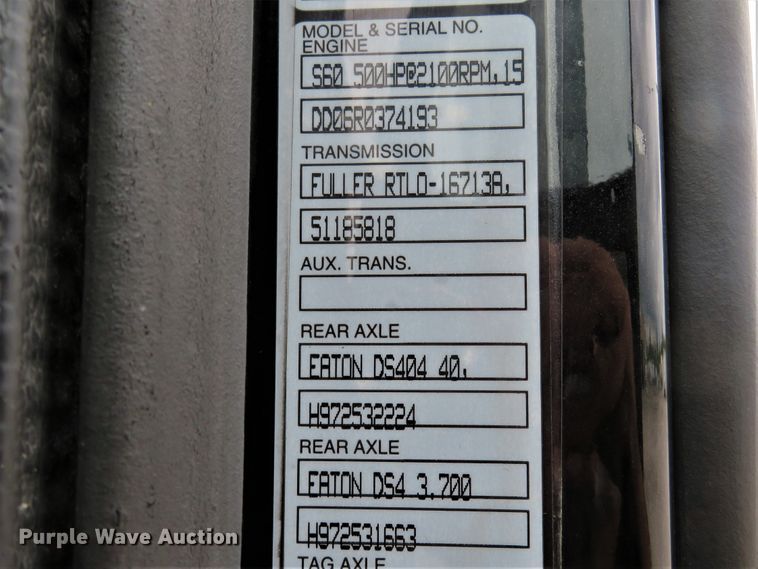 MODEL & SERIAL NO.
ENGINE
S60 500HP@2100RPM,15
DD06R0374193
TRANSMISSION
FULLER RTLO-16713A,
51185818
AUX. TRANS.
REAR AXLE
EATON DS404 40,
H972532224
REAR AXLE
EATON DS4 3.700
H972531663
TAG AXLE
Purple Wave Auction